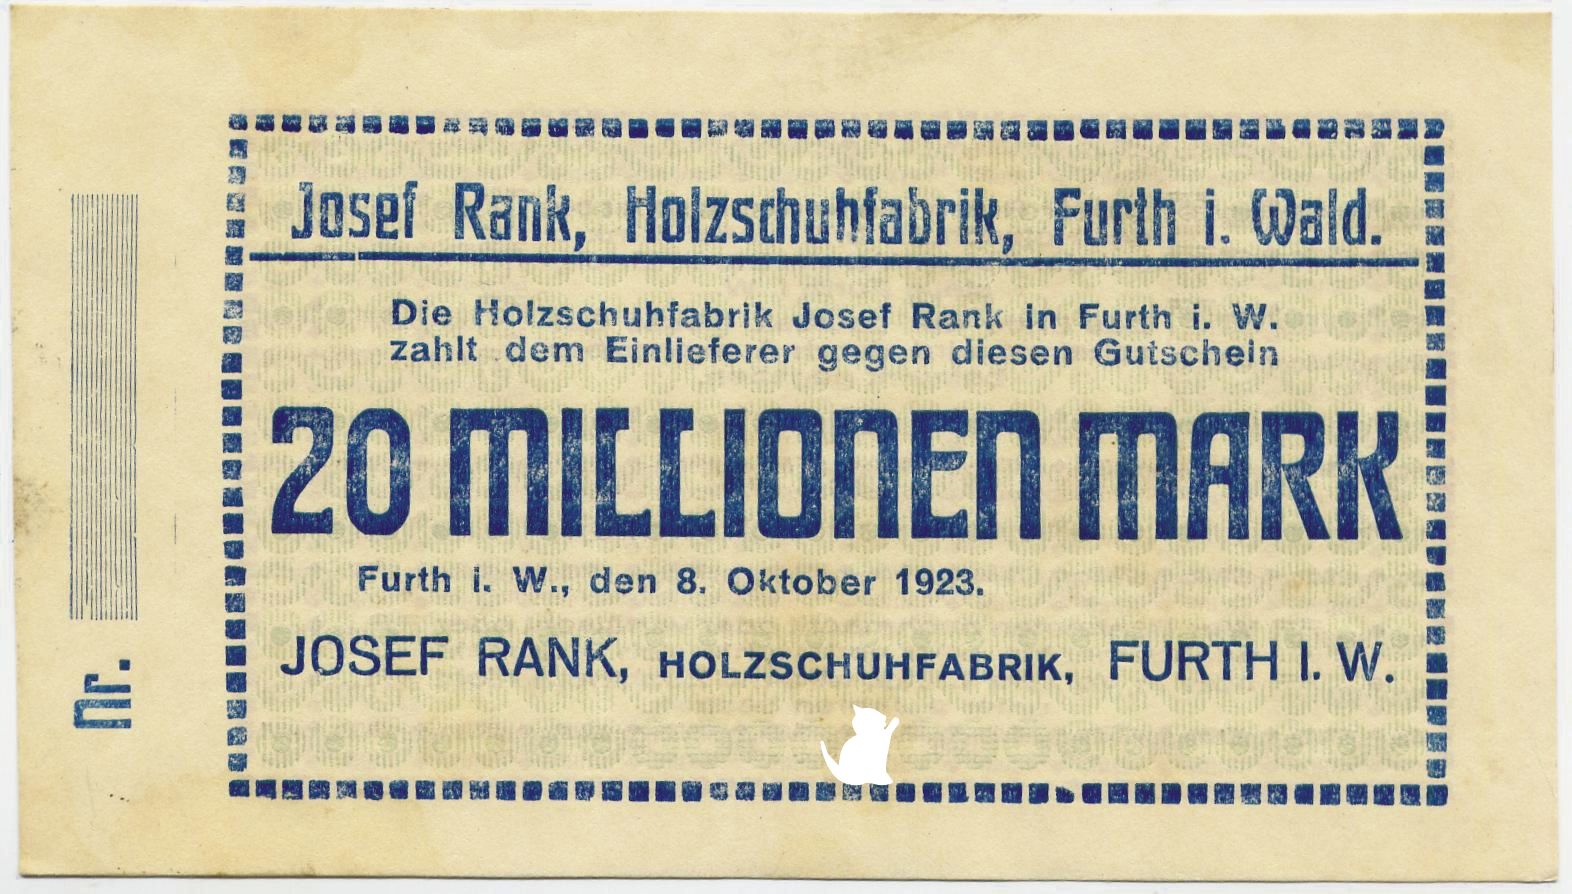 Josef Rank, Holzschuhfabrik, Furth i. Wald.
Die Holzschuhfabrik Josef Rank in Furth i. W.
zahlt dem Einlieferer gegen diesen Gutschein
20 MILLIONEN MARK
Furth i. W., den 8. Oktober 1923.
JOSEF RANK, HOLZSCHUHFABRIK, FURTH I. W.
Nr.